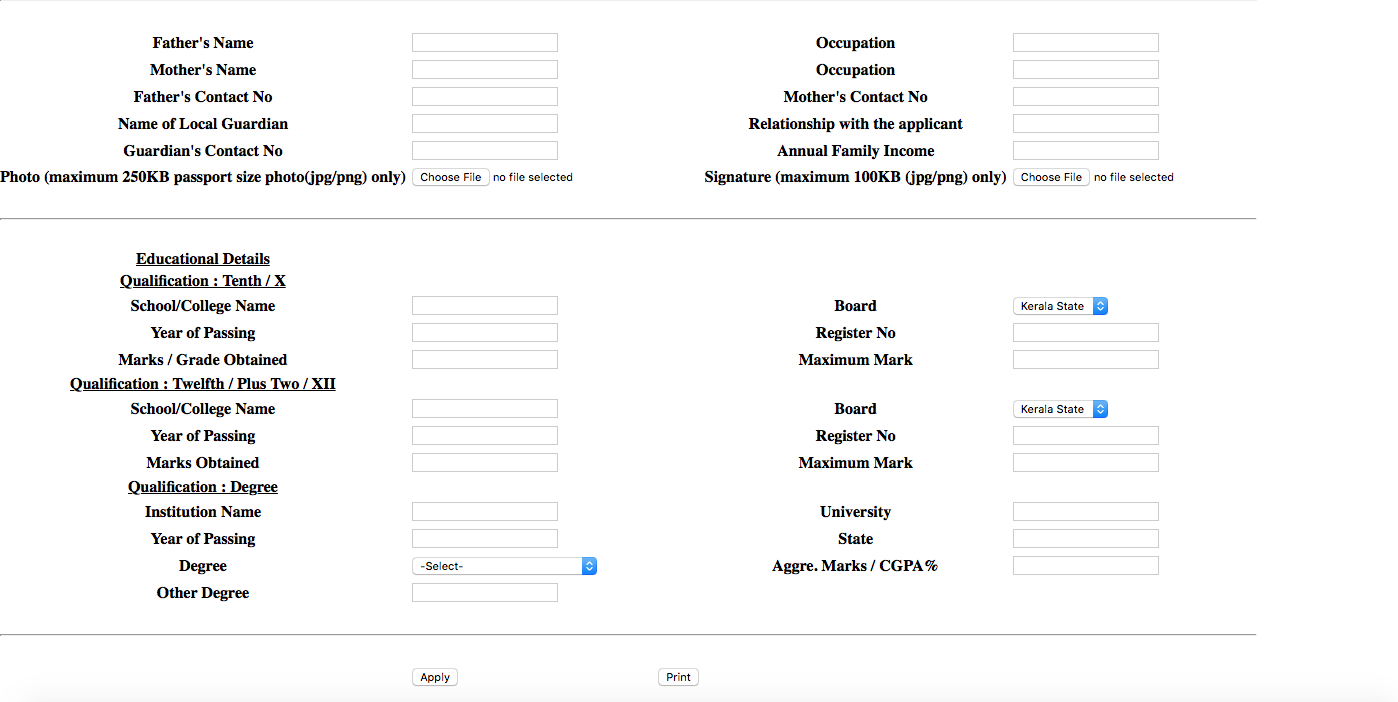 Father's Name Occupation
Mother's Name Occupation
Father's Contact No Mother's Contact No
Name of Local Guardian Relationship with the applicant
Guardian's Contact No Annual Family Income
Photo (maximum 250KB passport size photo(jpg/png) only) Choose File no file selected Signature (maximum 100KB (jpg/png) only) Choose File no file selected
Educational Details
Qualification : Tenth / X
School/College Name Board Kerala State
Year of Passing Register No
Marks / Grade Obtained Maximum Mark
Qualification : Twelfth / Plus Two / XII
School/College Name Board Kerala State
Year of Passing Register No
Marks Obtained Maximum Mark
Qualification : Degree
Institution Name University
Year of Passing State
Degree -Select- Aggre. Marks / CGPA%
Other Degree
Apply Print